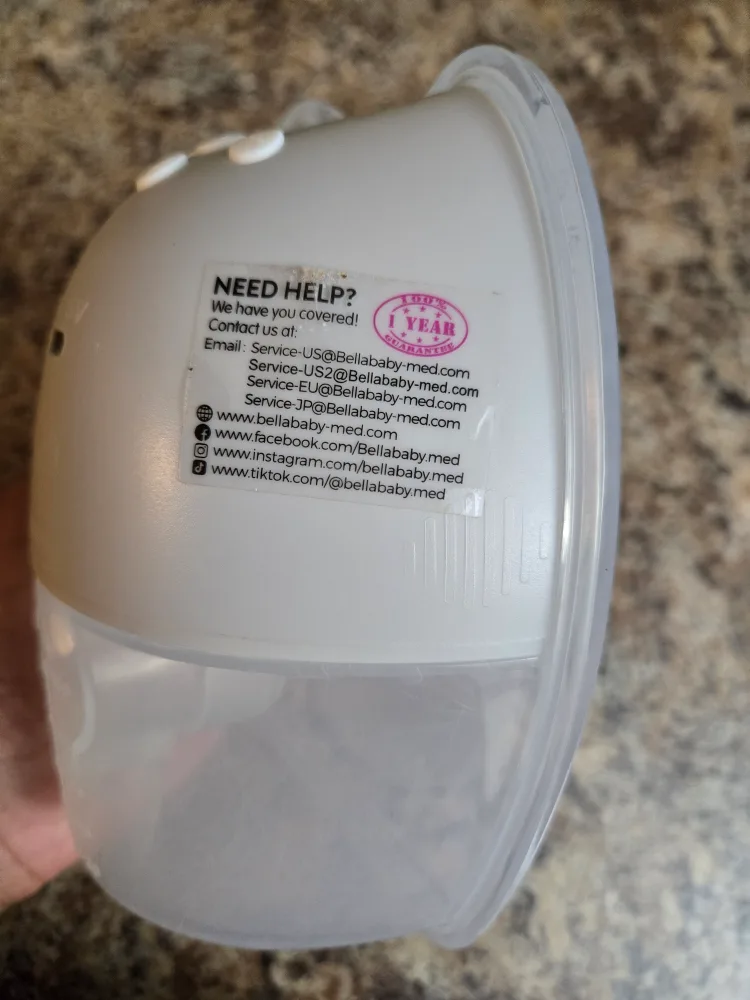 NEED HELP?
We have you covered!
Contact us at:
Email : Service-US@Bellababy-med.com
Service-US2@Bellababy-med.com
Service-EU@Bellababy-med.com
Service-JP@Bellababy-med.com
www.bellababy-med.com
www.facebook.com/Bellababy.med
www.instagram.com/bellababy.med
www.tiktok.com/@bellababy.med
100%
1 YEAR
GUARANTEE